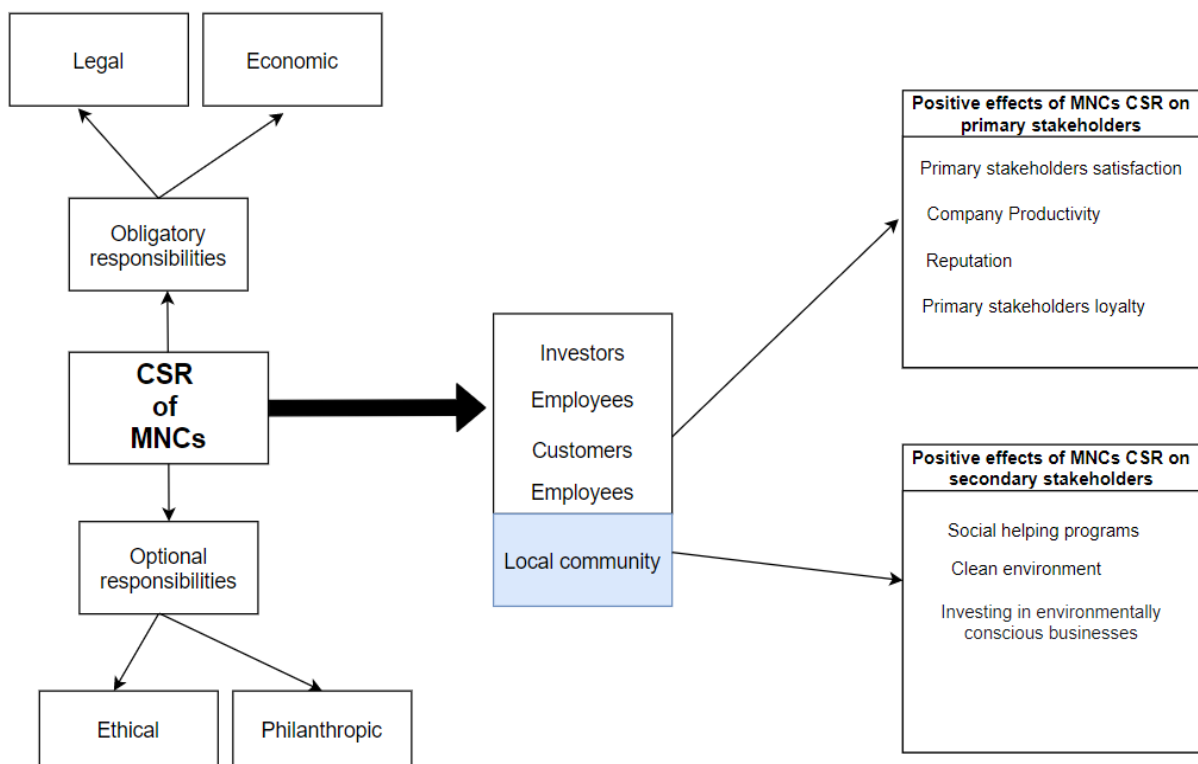 Legal
Economic
Obligatory
responsibilities
CSR
of
MNCs
Optional
responsibilities
Ethical
Philanthropic
Investors
Employees
Customers
Employees
Local community
Positive effects of MNCs CSR on
primary stakeholders
Primary stakeholders satisfaction
Company Productivity
Reputation
Primary stakeholders loyalty
Positive effects of MNCs CSR on
secondary stakeholders
Social helping programs
Clean environment
Investing in environmentally
conscious businesses